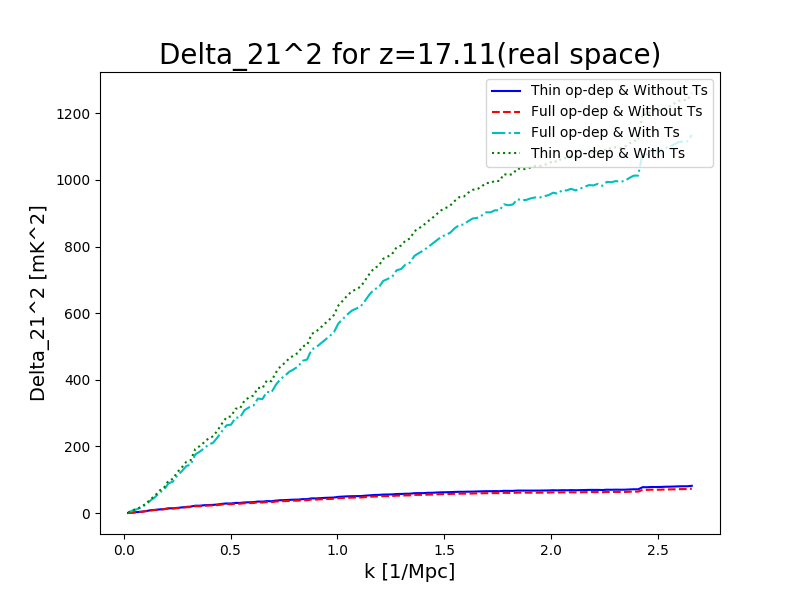 Delta_21^2 for z=17.11(real space)
Thin op-dep & Without Ts
Full op-dep & Without Ts
Full op-dep & With Ts
Thin op-dep & With Ts
Delta_21^2 [mK^2]
1200
1000
800
600
400
200
0
0.0 0.5 1.0 1.5 2.0 2.5
k [1/Mpc]